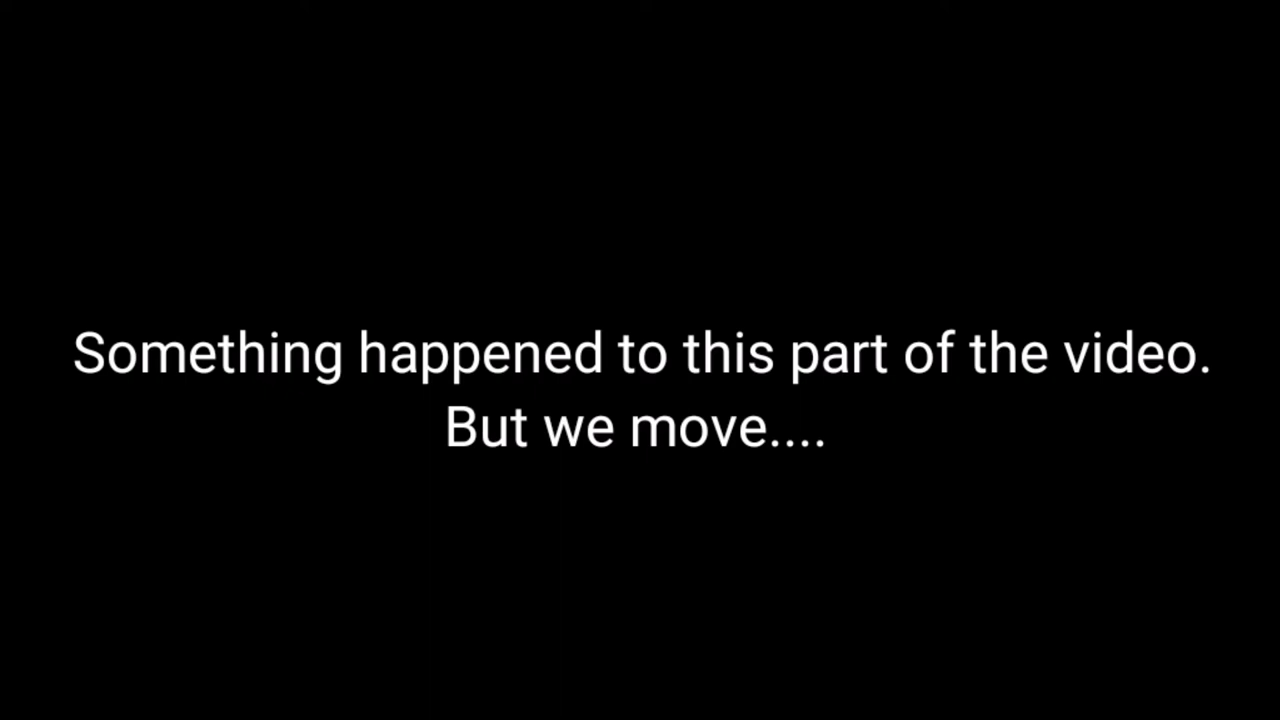 Something happened to this part of the video.
But we move....